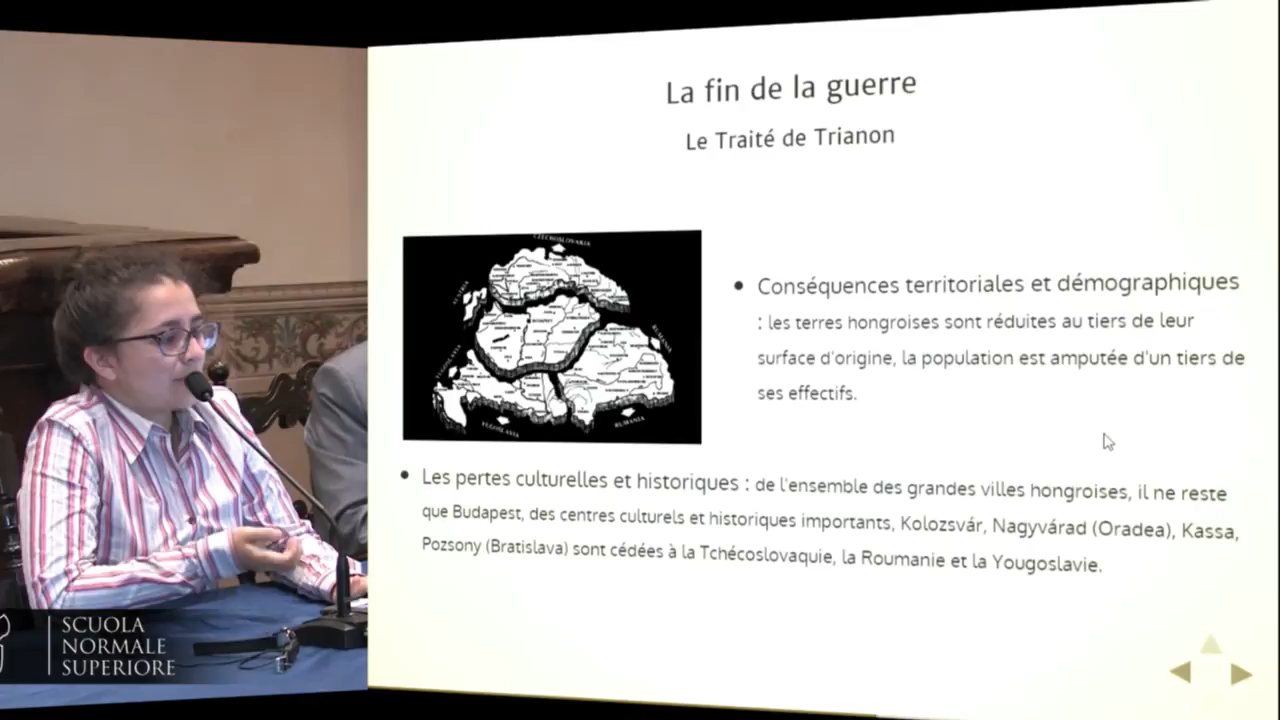 La fin de la guerre
Le Traité de Trianon
CZECHOSLOVAKIA
YUGOSLAVIA
RUMANIA
• Conséquences territoriales et démographiques
: les terres hongroises sont réduites au tiers de leur
surface d'origine, la population est amputée d'un tiers de
ses effectifs.
• Les pertes culturelles et historiques : de l'ensemble des grandes villes hongroises, il ne reste
que Budapest, des centres culturels et historiques importants, Kolozsvár, Nagyvárad (Oradea), Kassa,
Pozsony (Bratislava) sont cédées à la Tchécoslovaquie, la Roumanie et la Yougoslavie.
SCUOLA
NORMALE
SUPERIORE